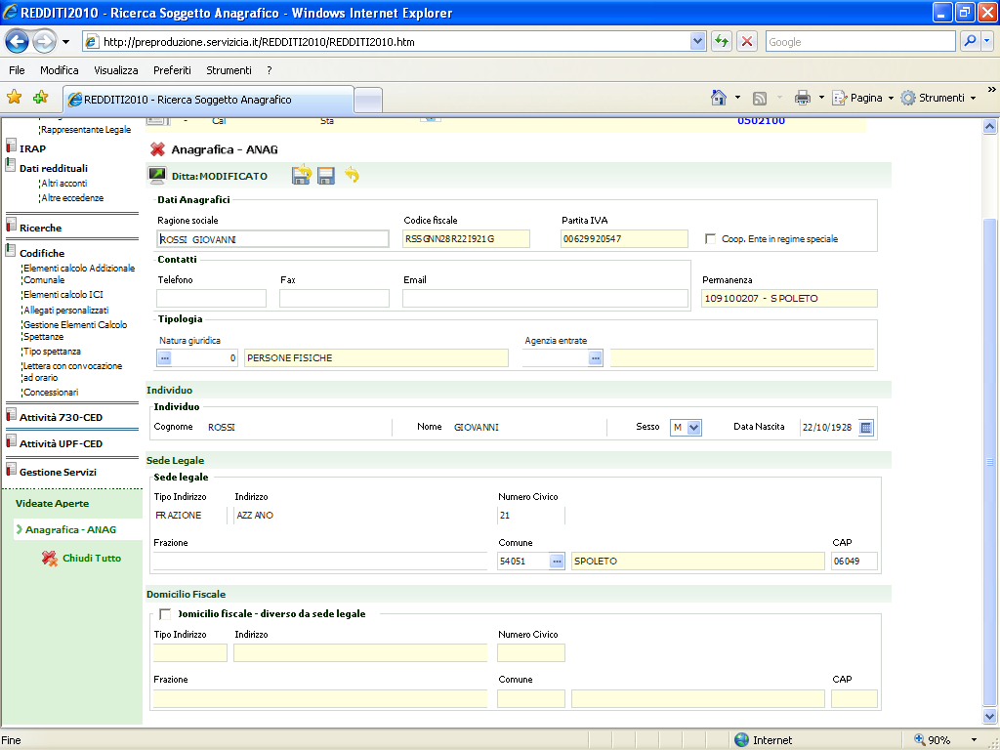 REDDITI2010 - Ricerca Soggetto Anagrafico - Windows Internet Explorer
http://preproduzione.servizicia.it/REDDITI2010/REDDITI2010.htm
Google
File Modifica Visualizza Preferiti Strumenti ?
REDDITI2010 - Ricerca Soggetto Anagrafico
Pagina Strumenti »
Rappresentante Legale
IRAP
Dati reddituali
Altri acconti
Altre eccedenze
Ricerche
Codifiche
Elementi calcolo Addizionale
Comunale
Elementi calcolo ICI
Allegati personalizzati
Gestione Elementi Calcolo
Spettanze
Tipo spettanza
Lettera con convocazione
ad orario
Concessionari
Attività 730-CED
Attività UPF-CED
Gestione Servizi
Videate Aperte
Anagrafica - ANAG
Chiudi Tutto
- Cal Sta 0502100
Anagrafica - ANAG
Ditta:MODIFICATO
Dati Anagrafici
Ragione sociale Codice fiscale Partita IVA
ROSSI GIOVANNI RSSGNN28R22I921G 00629920547 Coop. Ente in regime speciale
Contatti
Telefono Fax Email Permanenza
109100207 - SPOLETO
Tipologia
Natura giuridica Agenzia entrate
... 0 PERSONE FISICHE ...
Individuo
Individuo
Cognome ROSSI Nome GIOVANNI Sesso M Data Nascita 22/10/1928
Sede Legale
Sede legale
Tipo Indirizzo Indirizzo Numero Civico
FRAZIONE AZZANO 21
Frazione Comune CAP
54051 ... SPOLETO 06049
Domicilio Fiscale
Domicilio fiscale - diverso da sede legale
Tipo Indirizzo Indirizzo Numero Civico
Frazione Comune CAP
Fine Internet 90%